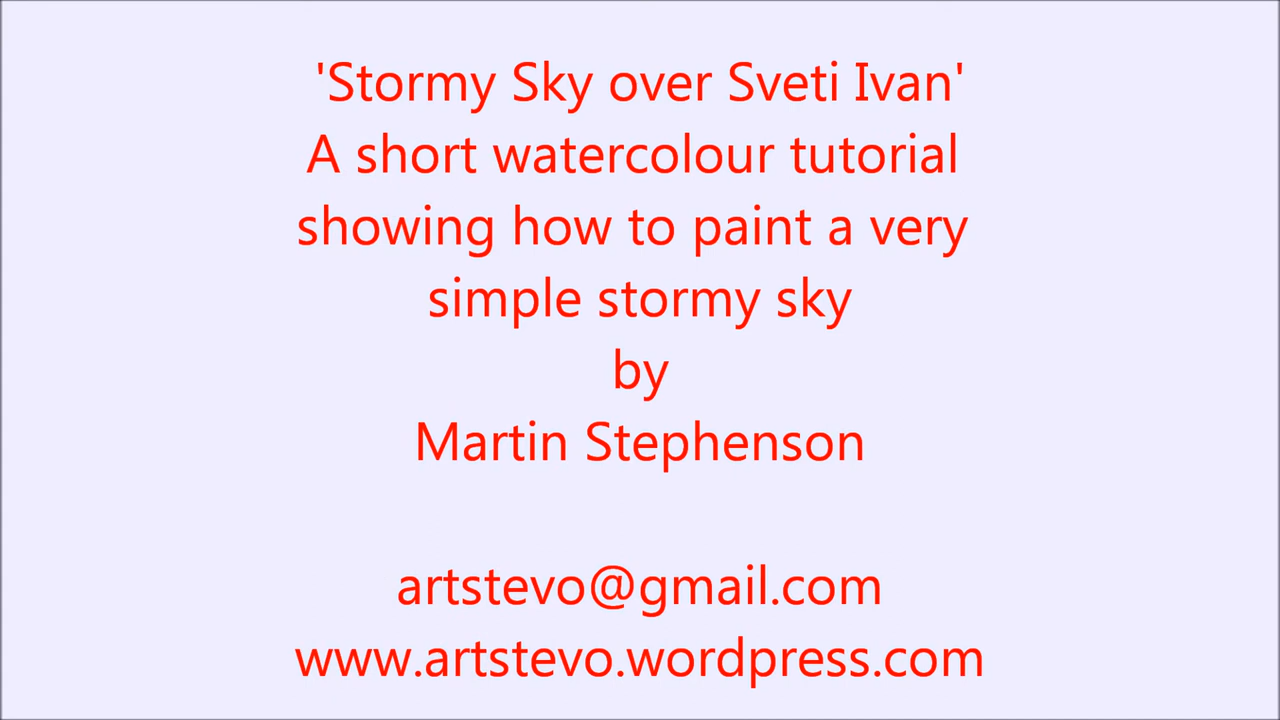 'Stormy Sky over Sveti Ivan'
A short watercolour tutorial
showing how to paint a very
simple stormy sky
by
Martin Stephenson
artstevo@gmail.com
www.artstevo.wordpress.com